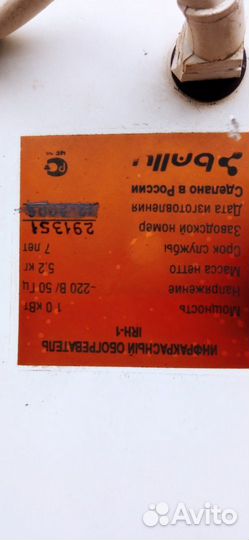 ИНФРАКРАСНЫЙ ОБОГРЕВАТЕЛЬ
IRH-1
Мощность 1.0 кВт
Напряжение ~220 В/ 50 Гц
Масса нетто 5,2 кг
Срок службы 7 лет
Заводской номер 291351
Дата изготовления
Сделано в России
ballu
Avito